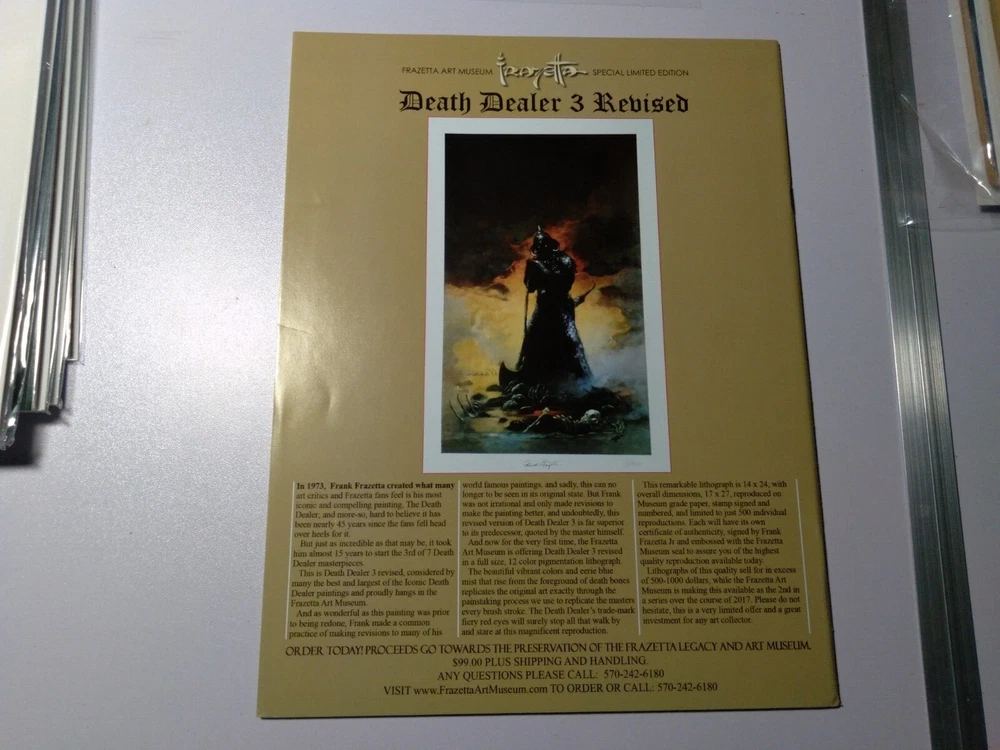 FRAZETTA ART MUSEUM frazetta SPECIAL LIMITED EDITION
Death Dealer 3 Revised
In 1973, Frank Frazetta created what many
art critics and Frazetta fans feel is his most
iconic and compelling painting. The Death
Dealer, and more-so, hard to believe it has
been nearly 45 years since the fans fell head
over heels for it.
But just as incredible as that may be, it took
him almost 15 years to start the 3rd of 7 Death
Dealer masterpieces.
This is Death Dealer 3 revised, considered by
many the best and largest of the Iconic Death
Dealer paintings and proudly hangs in the
Frazetta Art Museum.
And as wonderful as this painting was prior
to being redone, Frank made a common
practice of making revisions to many of his
world famous paintings, and sadly, this can no
longer to be seen in its original state. But Frank
was not irrational and only made revisions to
make the painting better, and undoubtedly, this
revised version of Death Dealer 3 is far superior
to its predecessor, quoted by the master himself.
And now for the very first time, the Frazetta
Art Museum is offering Death Dealer 3 revised
in a full size, 12 color pigmentation lithograph.
The beautiful vibrant colors and eerie blue
mist that rise from the foreground of death bones
replicates the original art exactly through the
painstaking process we use to replicate the masters
every brush stroke. The Death Dealer's trade-mark
fiery red eyes will surely stop all that walk by
and stare at this magnificent reproduction.
This remarkable lithograph is 14 x 24, with
overall dimensions, 17 x 27, reproduced on
Museum grade paper, stamp signed and
numbered, and limited to just 500 individual
reproductions. Each will have its own
certificate of authenticity, signed by Frank
Frazetta Jr and embossed with the Frazetta
Museum seal to assure you of the highest
quality reproduction available today.
Lithographs of this quality sell for in excess
of 500-1000 dollars, while the Frazetta Art
Museum is making this available as the 2nd in
a series over the course of 2017. Please do not
hesitate, this is a very limited offer and a great
investment for any art collector.
ORDER TODAY! PROCEEDS GO TOWARDS THE PRESERVATION OF THE FRAZETTA LEGACY AND ART MUSEUM.
$99.00 PLUS SHIPPING AND HANDLING.
ANY QUESTIONS PLEASE CALL: 570-242-6180
VISIT www.FrazettaArtMuseum.com TO ORDER OR CALL: 570-242-6180